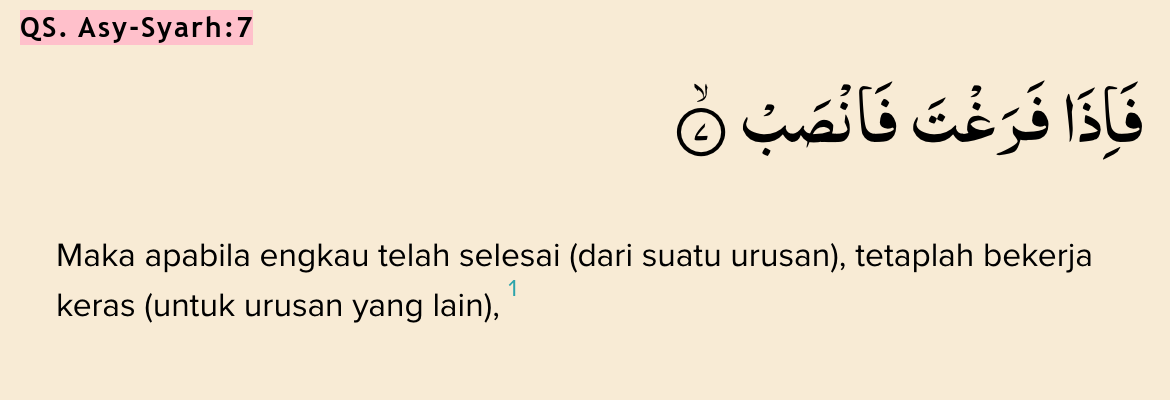 QS. Asy-Syarh:7
فَاِذَا فَرَغْتَ فَانْصَبْۙ ٧
Maka apabila engkau telah selesai (dari suatu urusan), tetaplah bekerja
keras (untuk urusan yang lain), 1